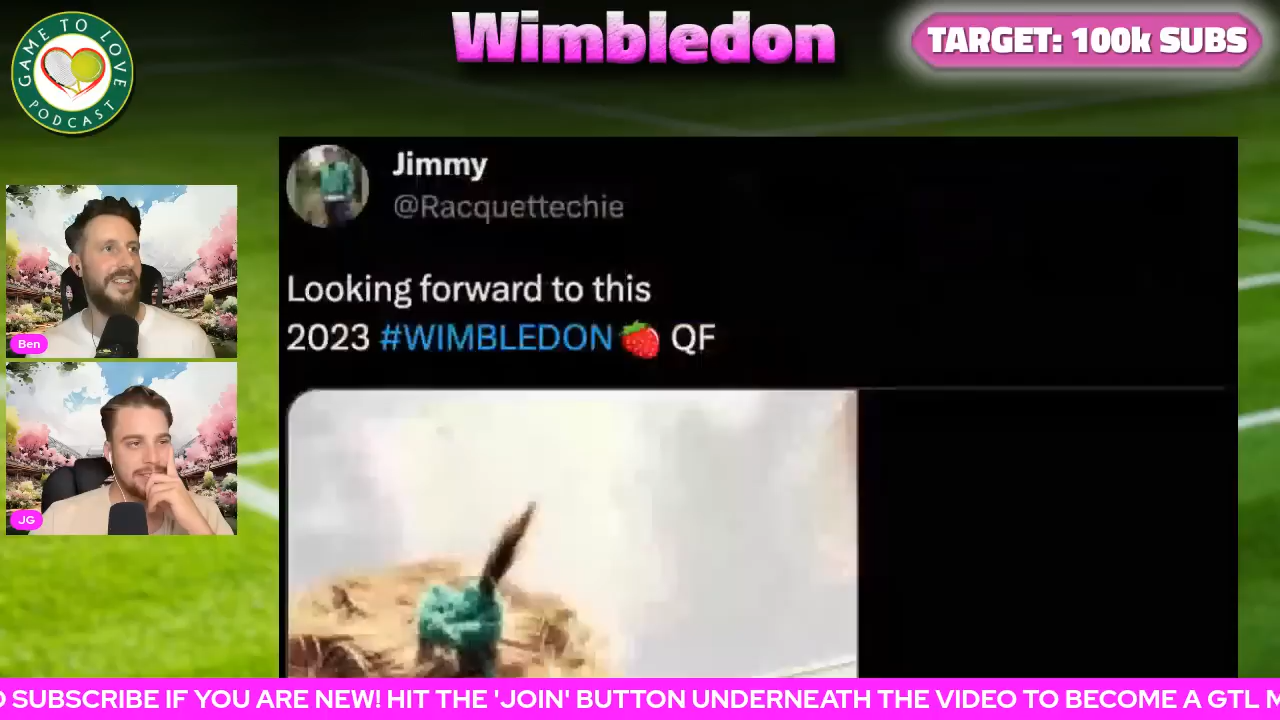 GAME TO LOVE
PODCAST
Wimbledon
TARGET: 100k SUBS
Jimmy
@Racquettechie
Looking forward to this
2023 #WIMBLEDON🍓 QF
Ben
JG
SUBSCRIBE IF YOU ARE NEW! HIT THE 'JOIN' BUTTON UNDERNEATH THE VIDEO TO BECOME A GTL